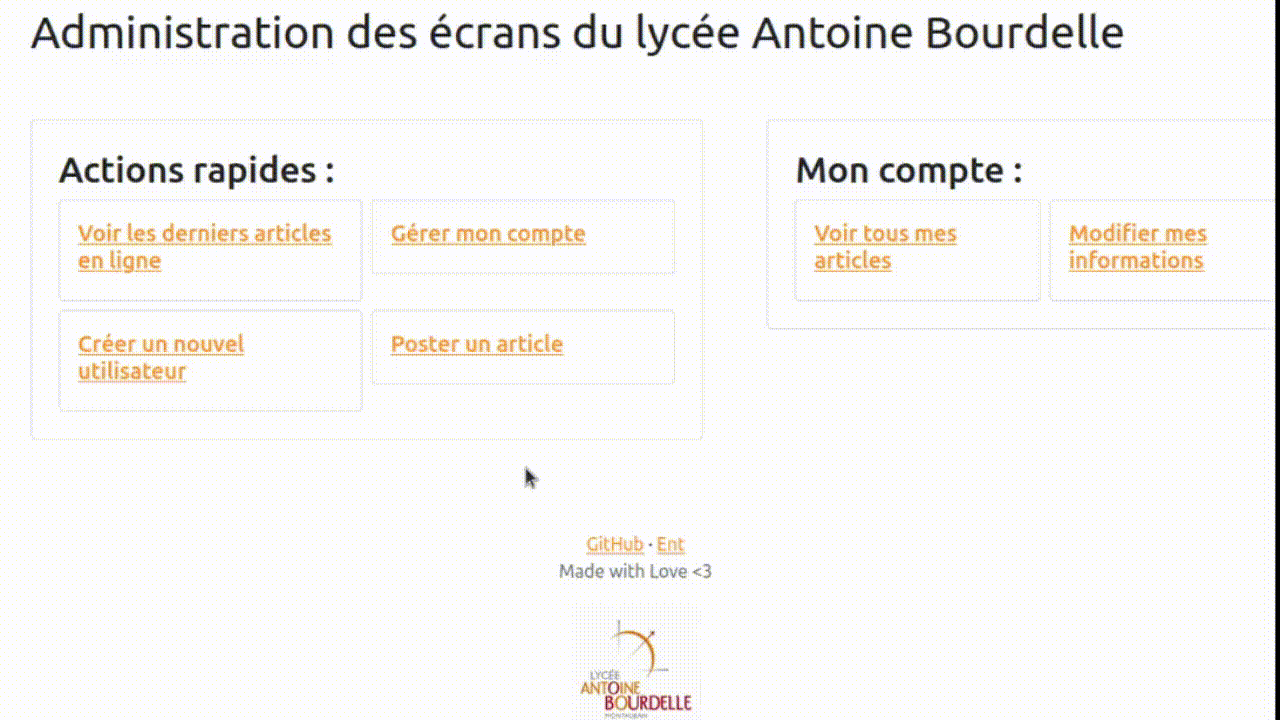 Administration des écrans du lycée Antoine Bourdelle
Actions rapides :
Voir les derniers articles
en ligne
Gérer mon compte
Créer un nouvel
utilisateur
Poster un article
Mon compte :
Voir tous mes
articles
Modifier mes
informations
GitHub · Ent
Made with Love <3
LYCÉE
ANTOINE
BOURDELLE
MONTAUBAN